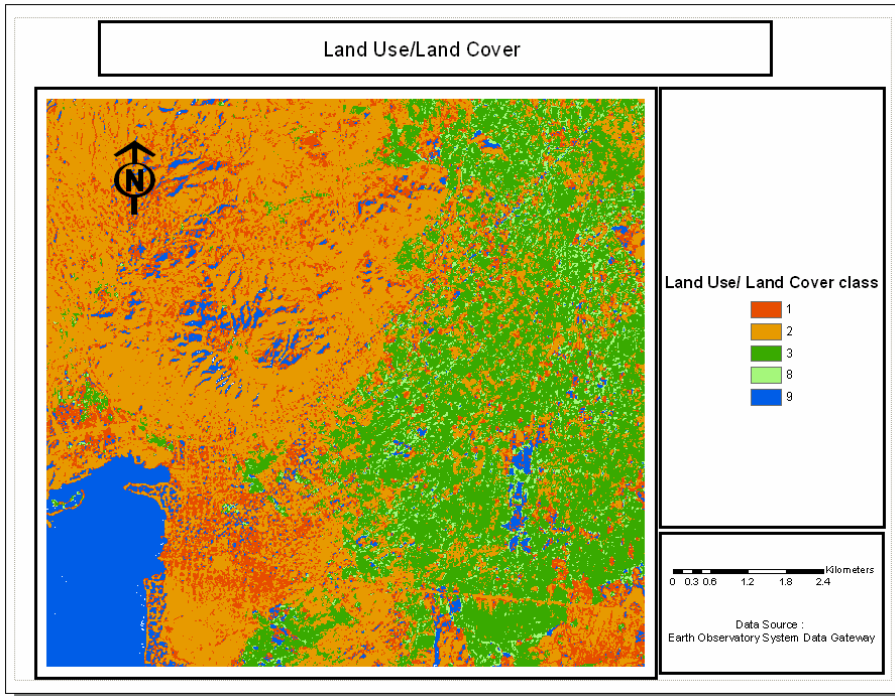 Land Use/Land Cover
N
Land Use/ Land Cover class
1
2
3
8
9
Kilometers
0 0.3 0.6 1.2 1.8 2.4
Data Source :
Earth Observatory System Data Gateway